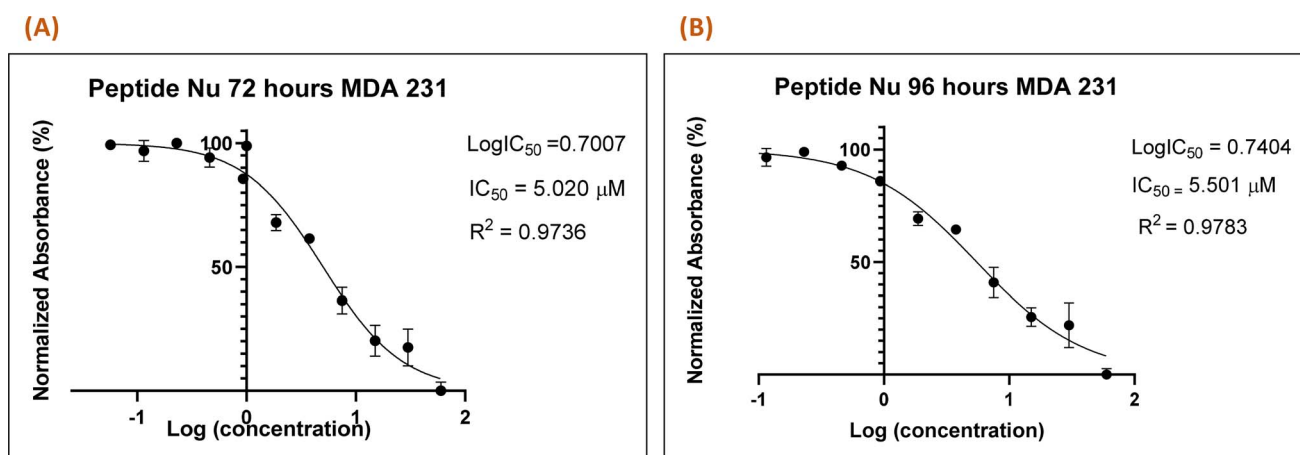 (A)
Peptide Nu 72 hours MDA 231
Normalized Absorbance (%)
100
50
LogIC₅₀ =0.7007
IC₅₀ = 5.020 μM
R² = 0.9736
-1 0 1 2
Log (concentration)
(B)
Peptide Nu 96 hours MDA 231
Normalized Absorbance (%)
100
50
LogIC₅₀ = 0.7404
IC₅₀ = 5.501 μM
R² = 0.9783
-1 0 1 2
Log (concentration)